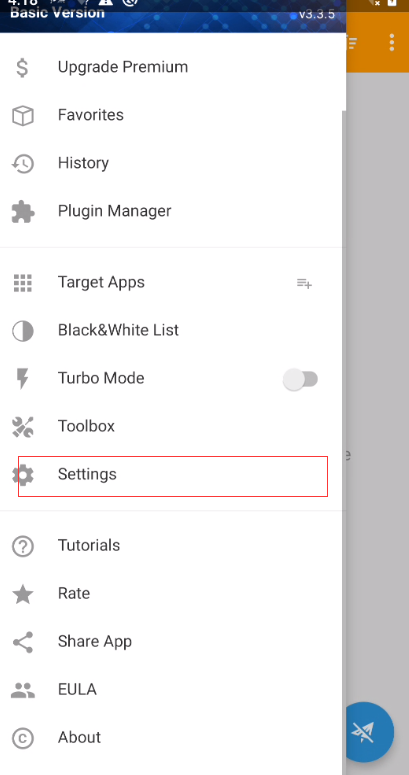 4:18
Basic Version
v3.3.5
Upgrade Premium
Favorites
History
Plugin Manager
Target Apps
Black&White List
Turbo Mode
Toolbox
Settings
e
Tutorials
Rate
Share App
EULA
About